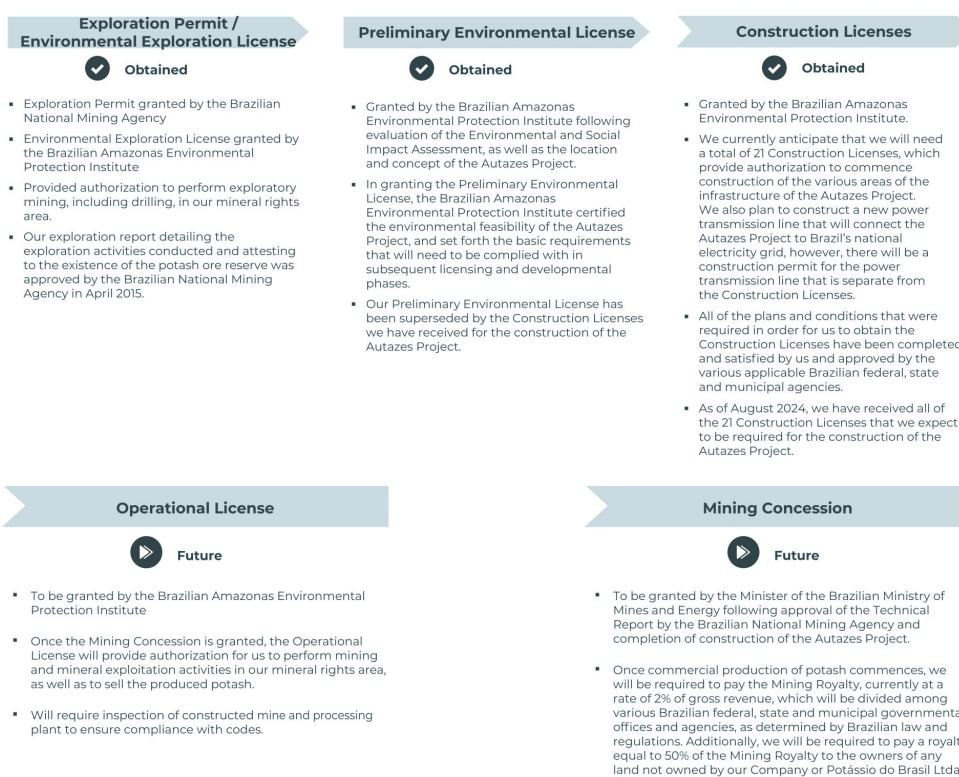 Exploration Permit /
Environmental Exploration License
Obtained
▪ Exploration Permit granted by the Brazilian
National Mining Agency
▪ Environmental Exploration License granted by
the Brazilian Amazonas Environmental
Protection Institute
▪ Provided authorization to perform exploratory
mining, including drilling, in our mineral rights
area.
▪ Our exploration report detailing the
exploration activities conducted and attesting
to the existence of the potash ore reserve was
approved by the Brazilian National Mining
Agency in April 2015.
Preliminary Environmental License
Obtained
▪ Granted by the Brazilian Amazonas
Environmental Protection Institute following
evaluation of the Environmental and Social
Impact Assessment, as well as the location
and concept of the Autazes Project.
▪ In granting the Preliminary Environmental
License, the Brazilian Amazonas
Environmental Protection Institute certified
the environmental feasibility of the Autazes
Project, and set forth the basic requirements
that will need to be complied with in
subsequent licensing and developmental
phases.
▪ Our Preliminary Environmental License has
been superseded by the Construction Licenses
we have received for the construction of the
Autazes Project.
Construction Licenses
Obtained
▪ Granted by the Brazilian Amazonas
Environmental Protection Institute.
▪ We currently anticipate that we will need
a total of 21 Construction Licenses, which
provide authorization to commence
construction of the various areas of the
infrastructure of the Autazes Project.
We also plan to construct a new power
transmission line that will connect the
Autazes Project to Brazil's national
electricity grid, however, there will be a
construction permit for the power
transmission line that is separate from
the Construction Licenses.
▪ All of the plans and conditions that were
required in order for us to obtain the
Construction Licenses have been completed
and satisfied by us and approved by the
various applicable Brazilian federal, state
and municipal agencies.
▪ As of August 2024, we have received all of
the 21 Construction Licenses that we expect
to be required for the construction of the
Autazes Project.
Operational License
Future
▪ To be granted by the Brazilian Amazonas Environmental
Protection Institute
▪ Once the Mining Concession is granted, the Operational
License will provide authorization for us to perform mining
and mineral exploitation activities in our mineral rights area,
as well as to sell the produced potash.
▪ Will require inspection of constructed mine and processing
plant to ensure compliance with codes.
Mining Concession
Future
▪ To be granted by the Minister of the Brazilian Ministry of
Mines and Energy following approval of the Technical
Report by the Brazilian National Mining Agency and
completion of construction of the Autazes Project.
▪ Once commercial production of potash commences, we
will be required to pay the Mining Royalty, currently at a
rate of 2% of gross revenue, which will be divided among
various Brazilian federal, state and municipal governmenta
offices and agencies, as determined by Brazilian law and
regulations. Additionally, we will be required to pay a royalt
equal to 50% of the Mining Royalty to the owners of any
land not owned by our Company or Potássio do Brasil Ltda